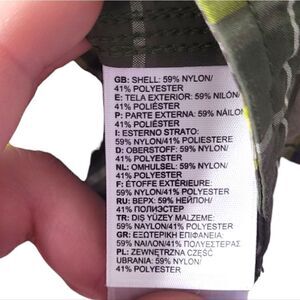 GB: SHELL: 59% NYLON/
41% POLYESTER
E: TELA EXTERIOR: 59% NILÓN/
41% POLIÉSTER
P: PARTE EXTERNA: 59% NÁILON/
41% POLIÉSTER
I: ESTERNO STRATO:
59% NYLON/41% POLIESTERE
D: OBERSTOFF: 59% NYLON/
41% POLYESTER
NL: OMHULSEL: 59% NYLON/
41% POLYESTER
F: ÉTOFFE EXTÉRIEURE:
59% NYLON/41% POLYESTER
RU: ВЕРХ: 59% НЕЙЛОН/
41% ПОЛИЭСТЕР
TR: DIŞ YÜZEY MALZEME:
59% NAYLON/41% POLYESTER
GR: ΕΞΩΤΕΡΙΚΗ ΕΠΙΦΑΝΕΙΑ:
59% ΝΑΙΛΟΝ/41% ΠΟΛΥΕΣΤΕΡΑΣ
PL: ZEWNĘTRZNA CZĘŚĆ
UBRANIA: 59% NYLON/
41% POLYESTER